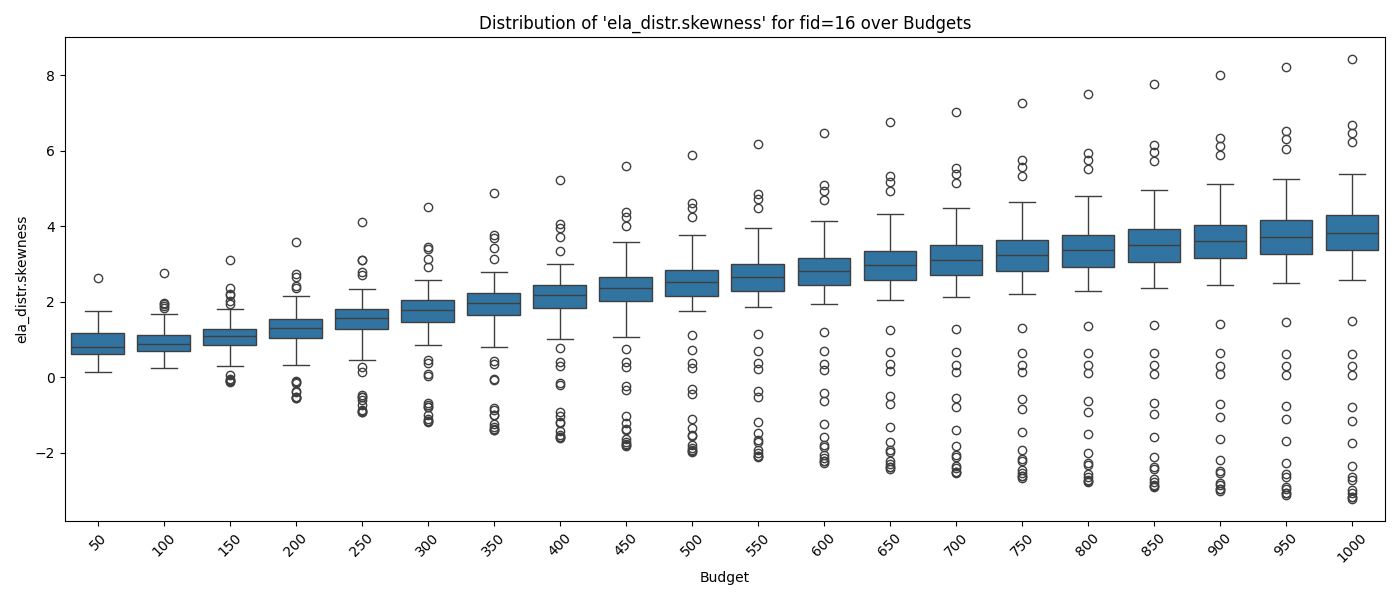 Distribution of 'ela_distr.skewness' for fid=16 over Budgets
ela_distr.skewness
8
6
4
2
0
−2
50 100 150 200 250 300 350 400 450 500 550 600 650 700 750 800 850 900 950 1000
Budget